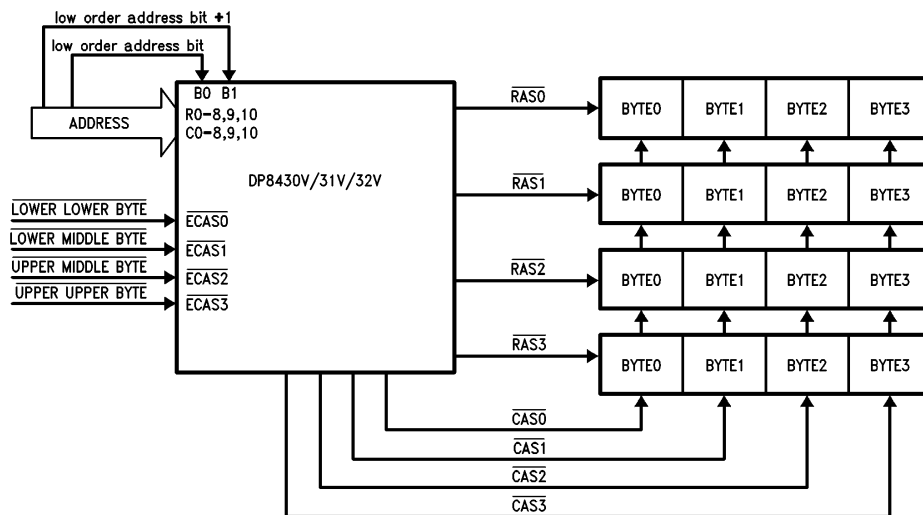 low order address bit +1
low order address bit
B0 B1
R0-8,9,10
C0-8,9,10
ADDRESS
DP8430V/31V/32V
LOWER LOWER BYTE
ECAS0
LOWER MIDDLE BYTE
ECAS1
UPPER MIDDLE BYTE
ECAS2
UPPER UPPER BYTE
ECAS3
RAS0
BYTE0 BYTE1 BYTE2 BYTE3
RAS1
BYTE0 BYTE1 BYTE2 BYTE3
RAS2
BYTE0 BYTE1 BYTE2 BYTE3
RAS3
BYTE0 BYTE1 BYTE2 BYTE3
CAS0
CAS1
CAS2
CAS3